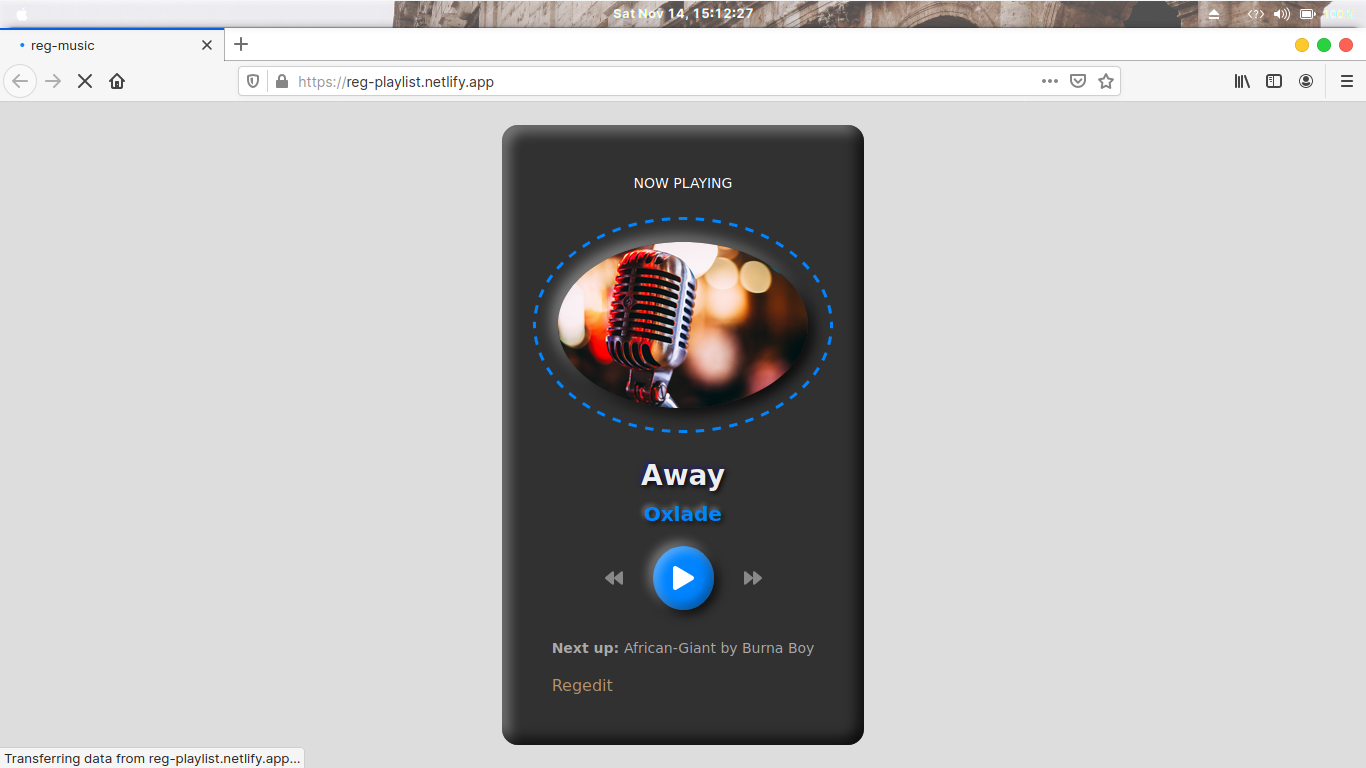 Sat Nov 14, 15:12:27
100%
reg-music
https://reg-playlist.netlify.app
NOW PLAYING
Away
Oxlade
Next up: African-Giant by Burna Boy
Regedit
Transferring data from reg-playlist.netlify.app...